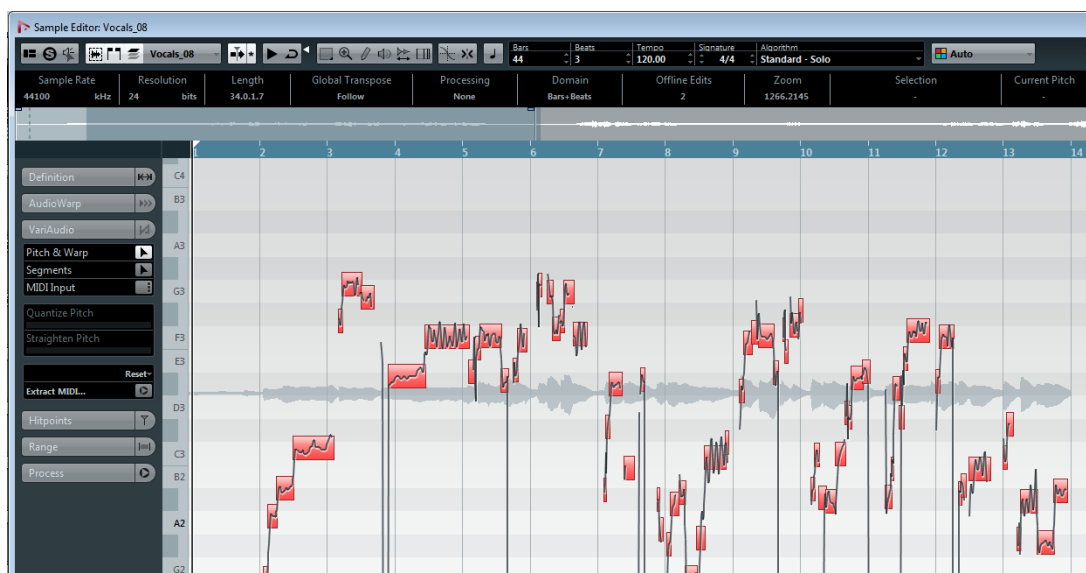 Sample Editor: Vocals_08
Vocals_08
Bars Beats Tempo Signature Algorithm
44 3 120.00 4/4 Standard - Solo
Auto
Sample Rate Resolution Length Global Transpose Processing Domain Offline Edits Zoom Selection Current Pitch
44100 kHz 24 bits 34.0.1.7 Follow None Bars+Beats 2 1266.2145 - -
1 2 3 4 5 6 7 8 9 10 11 12 13 14
Definition
C4
AudioWarp
B3
VariAudio
A3
Pitch & Warp
Segments
MIDI Input
G3
Quantize Pitch
Straighten Pitch
F3
E3
Reset
Extract MIDI...
D3
Hitpoints
Range
C3
Process
B2
A2
G2